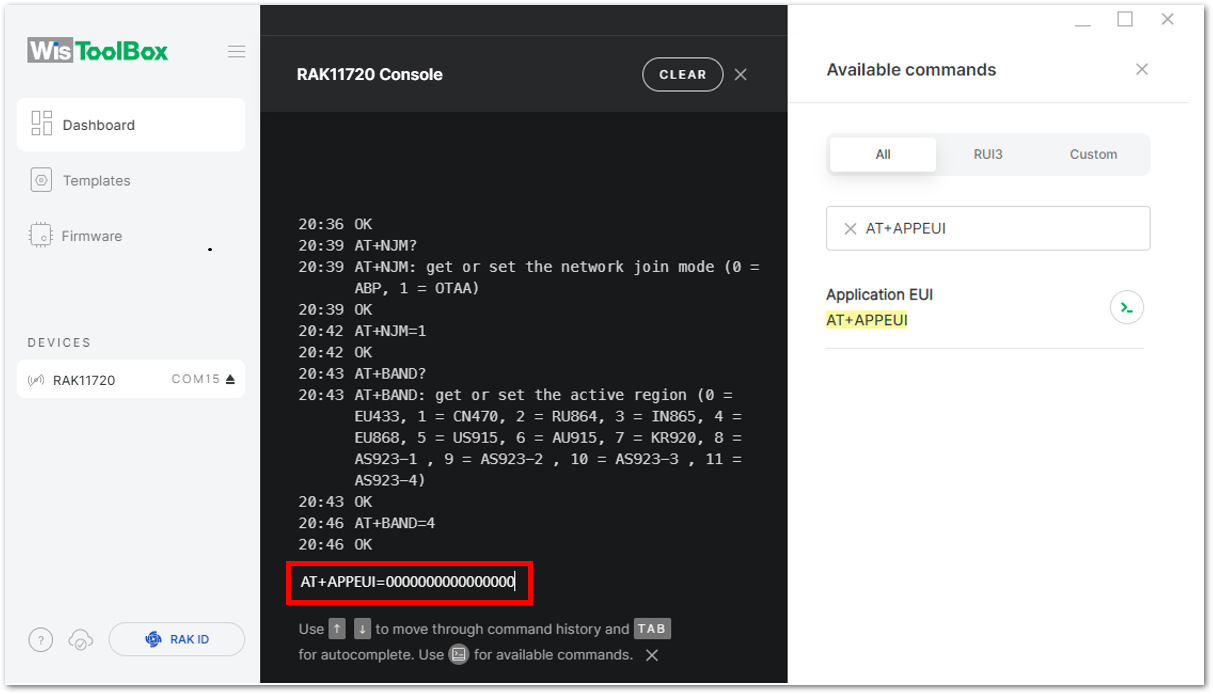 WisToolBox
Dashboard
Templates
Firmware
DEVICES
RAK11720 COM15
?
RAK ID
RAK11720 Console
CLEAR
20:36 OK
20:39 AT+NJM?
20:39 AT+NJM: get or set the network join mode (0 =
ABP, 1 = OTAA)
20:39 OK
20:42 AT+NJM=1
20:42 OK
20:43 AT+BAND?
20:43 AT+BAND: get or set the active region (0 =
EU433, 1 = CN470, 2 = RU864, 3 = IN865, 4 =
EU868, 5 = US915, 6 = AU915, 7 = KR920, 8 =
AS923-1 , 9 = AS923-2 , 10 = AS923-3 , 11 =
AS923-4)
20:43 OK
20:46 AT+BAND=4
20:46 OK
AT+APPEUI=0000000000000000
Use ↑ ↓ to move through command history and TAB
for autocomplete. Use for available commands.
Available commands
All RUI3 Custom
AT+APPEUI
Application EUI
AT+APPEUI